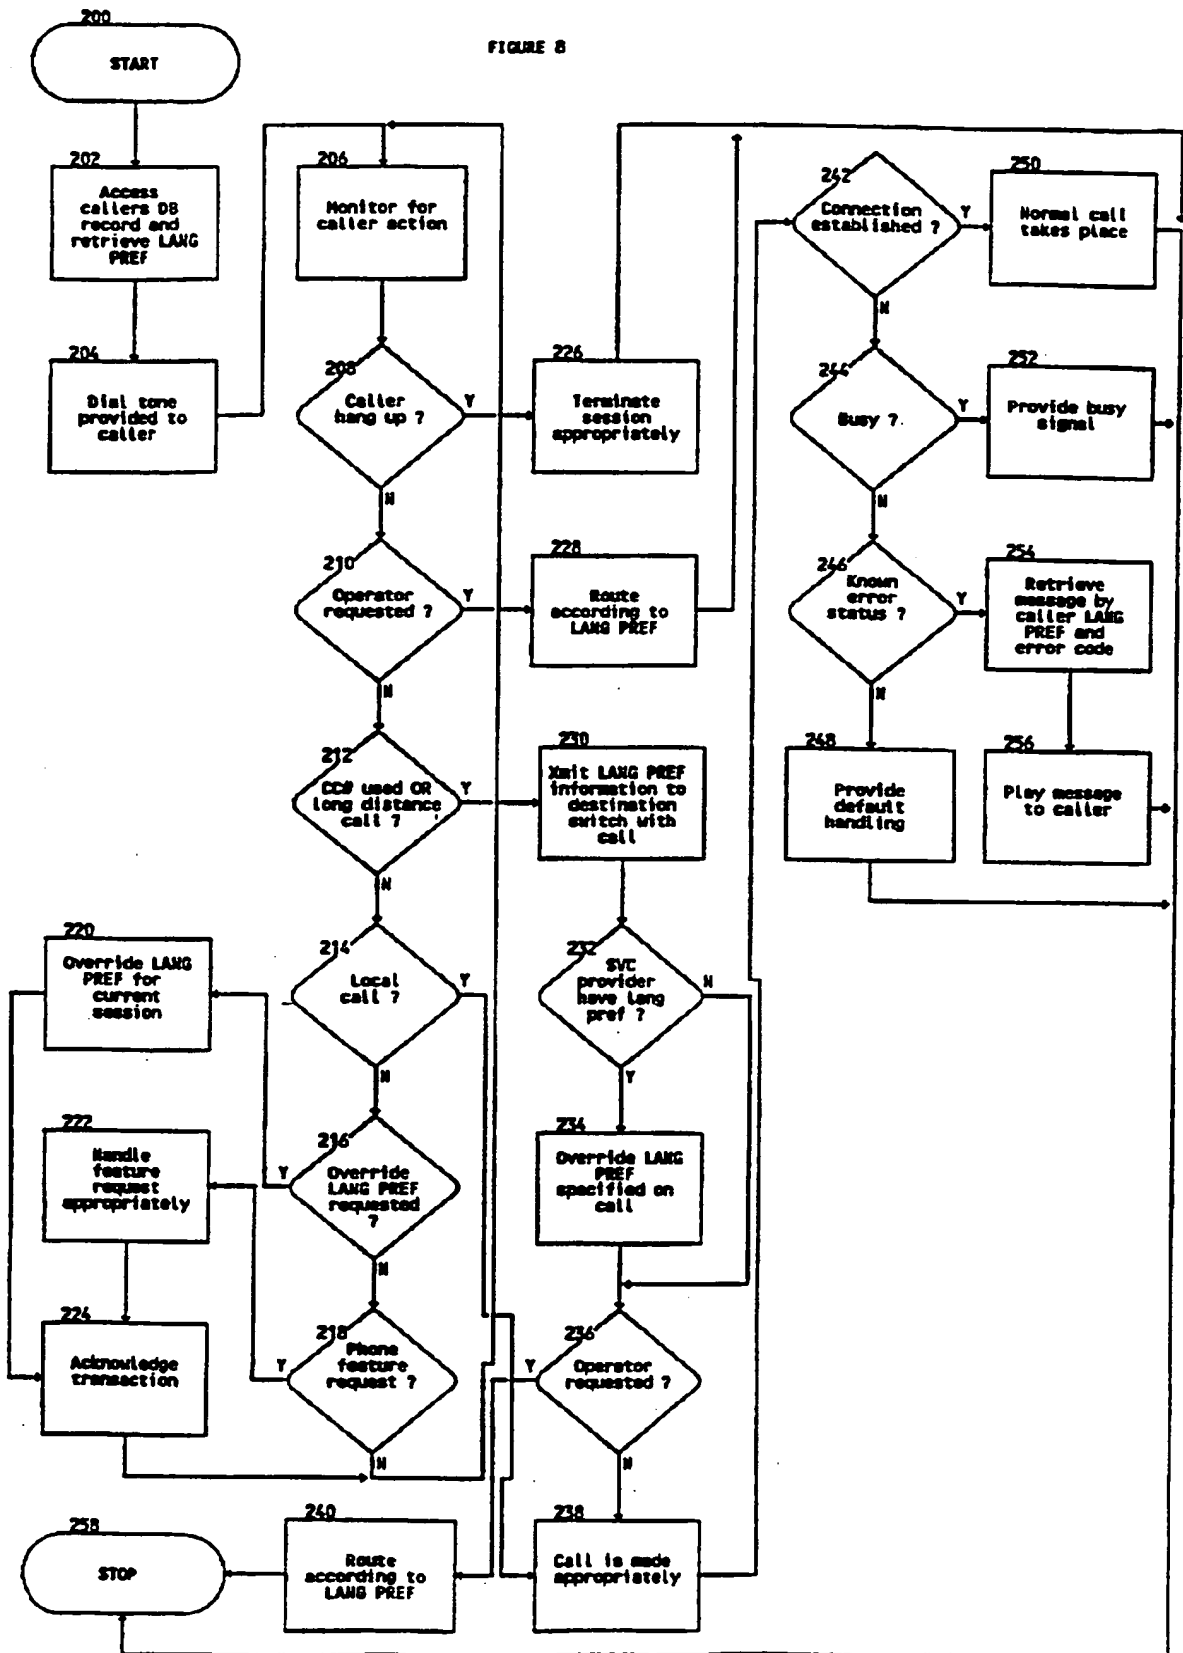 FIGURE 8
200
START
202
Access
callers DB
record and
retrieve LANG
PREF
204
Dial tone
provided to
caller
206
Monitor for
caller action
208
Caller
hang up ?
Y
N
226
Terminate
session
appropriately
210
Operator
requested ?
Y
N
228
Route
according to
LANG PREF
212
CC# used OR
long distance
call ?
Y
N
230
Xmit LANG PREF
information to
destination
switch with
call
214
Local
call ?
Y
N
232
SVC
provider
have lang
pref ?
N
Y
220
Override LANG
PREF for
current
session
216
Override
LANG PREF
requested
?
Y
N
234
Override LANG
PREF
specified on
call
222
Handle
feature
request
appropriately
218
Phone
feature
request ?
Y
N
236
Operator
requested ?
Y
N
224
Acknowledge
transaction
238
Call is made
appropriately
240
Route
according to
LANG PREF
258
STOP
242
Connection
established ?
Y
N
250
Normal call
takes place
244
Busy ?
Y
N
252
Provide busy
signal
246
Known
error
status ?
Y
N
254
Retrieve
message by
caller LANG
PREF and
error code
248
Provide
default
handling
256
Play message
to caller